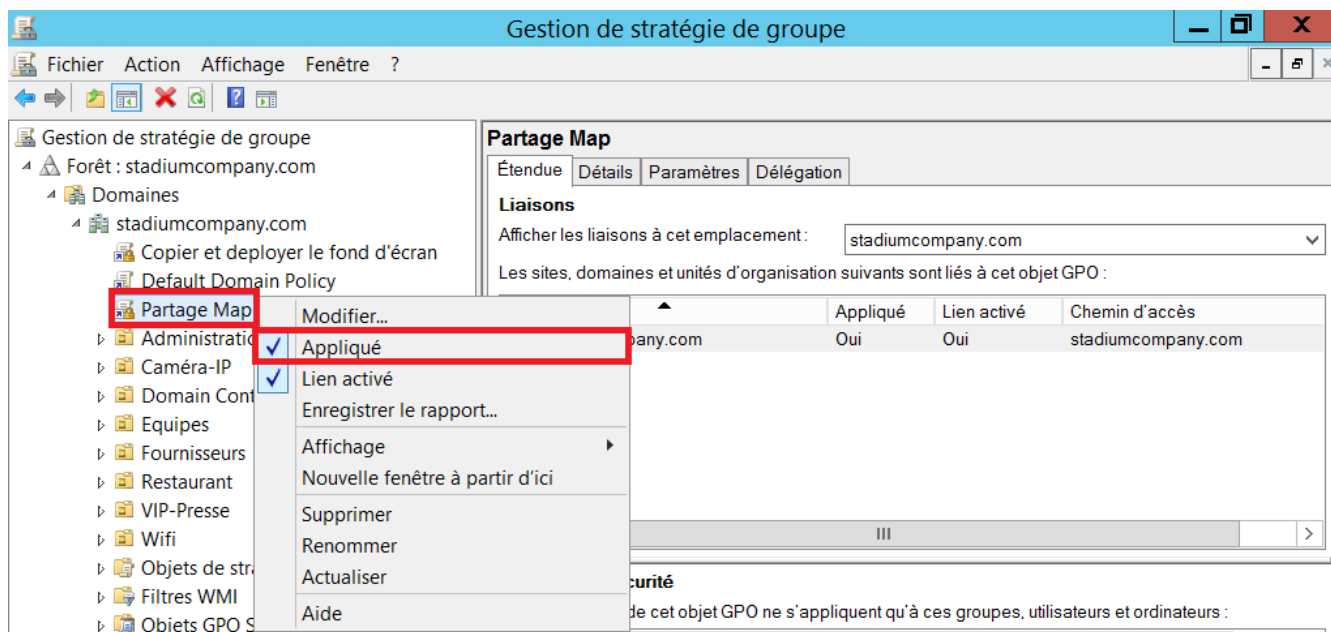 Gestion de stratégie de groupe
Fichier Action Affichage Fenêtre ?
Gestion de stratégie de groupe
Forêt : stadiumcompany.com
Domaines
stadiumcompany.com
Copier et deployer le fond d'écran
Default Domain Policy
Partage Map
Administratio
Caméra-IP
Domain Cont
Equipes
Fournisseurs
Restaurant
VIP-Presse
Wifi
Objets de stra
Filtres WMI
Objets GPO S
Modifier...
Appliqué
Lien activé
Enregistrer le rapport...
Affichage
Nouvelle fenêtre à partir d'ici
Supprimer
Renommer
Actualiser
Aide
Partage Map
Étendue Détails Paramètres Délégation
Liaisons
Afficher les liaisons à cet emplacement : stadiumcompany.com
Les sites, domaines et unités d'organisation suivants sont liés à cet objet GPO :
Appliqué Lien activé Chemin d'accès
pany.com Oui Oui stadiumcompany.com
curité
de cet objet GPO ne s'appliquent qu'à ces groupes, utilisateurs et ordinateurs :